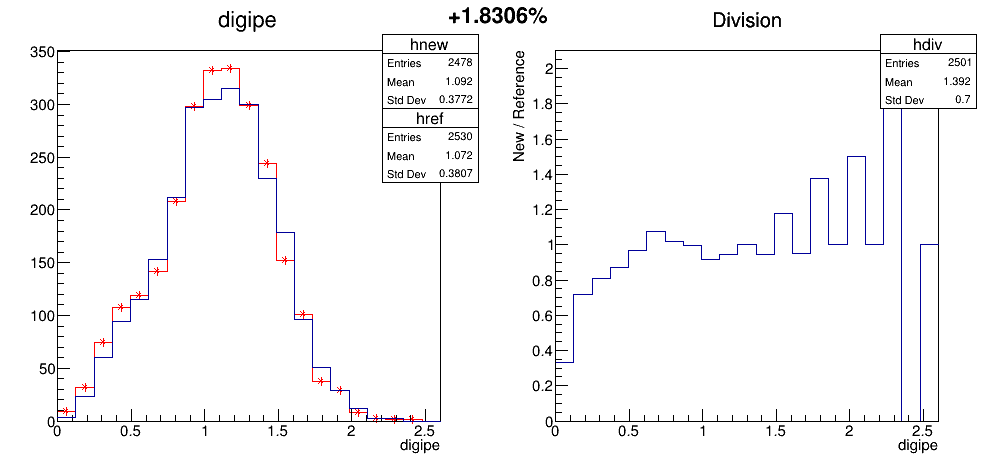 +1.8306%
digipe
hnew
Entries 2478
Mean 1.092
Std Dev 0.3772
href
Entries 2530
Mean 1.072
Std Dev 0.3807
350
300
250
200
150
100
50
0
0 0.5 1 1.5 2 2.5
digipe
Division
hdiv
Entries 2501
Mean 1.392
Std Dev 0.7
New / Reference
2
1.8
1.6
1.4
1.2
1
0.8
0.6
0.4
0.2
0
0 0.5 1 1.5 2 2.5
digipe